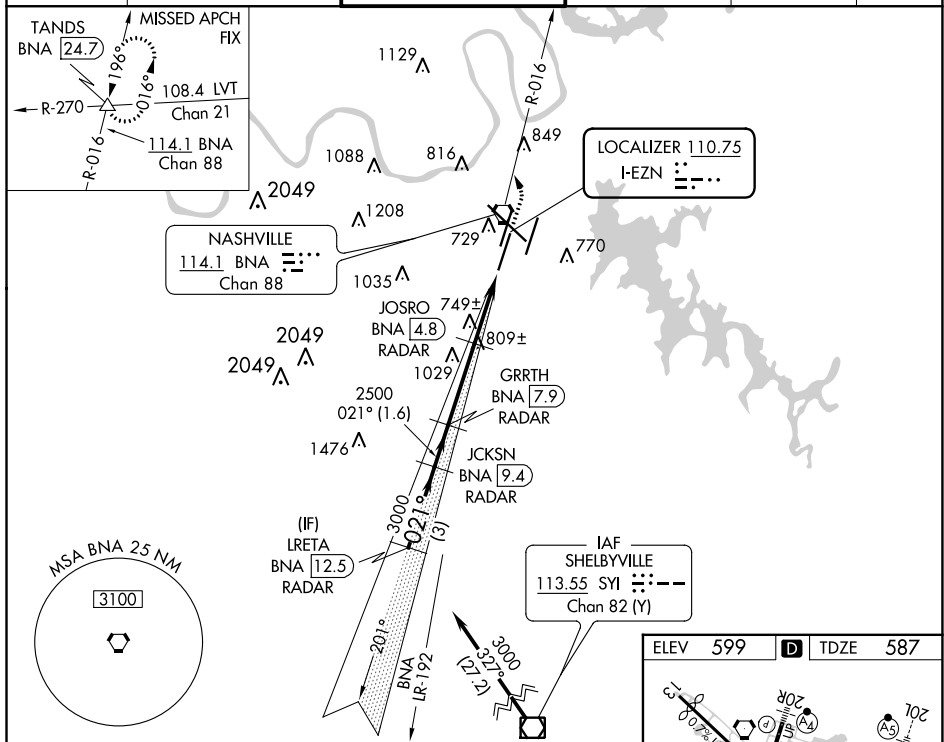 TANDS
BNA 24.7
MISSED APCH
FIX
196°
016°
R-270
108.4 LVT
Chan 21
R-016
114.1 BNA
Chan 88
1129
R-016
849
816
1088
2049
1208
LOCALIZER 110.75
I-EZN
NASHVILLE
114.1 BNA
Chan 88
729
770
1035
JOSRO
BNA 4.8
RADAR
749±
809±
2049
2049
1029
GRRTH
BNA 7.9
RADAR
2500
021° (1.6)
1476
JCKSN
BNA 9.4
RADAR
3000
021°
(3)
(IF)
LRETA
BNA 12.5
RADAR
MSA BNA 25 NM
3100
201°
BNA
LR-192
IAF
SHELBYVILLE
113.55 SYI
Chan 82 (Y)
3000
327°
(27.2)
ELEV 599 D TDZE 587
13
0.7%
UP
P
20R
A4
A5
20L